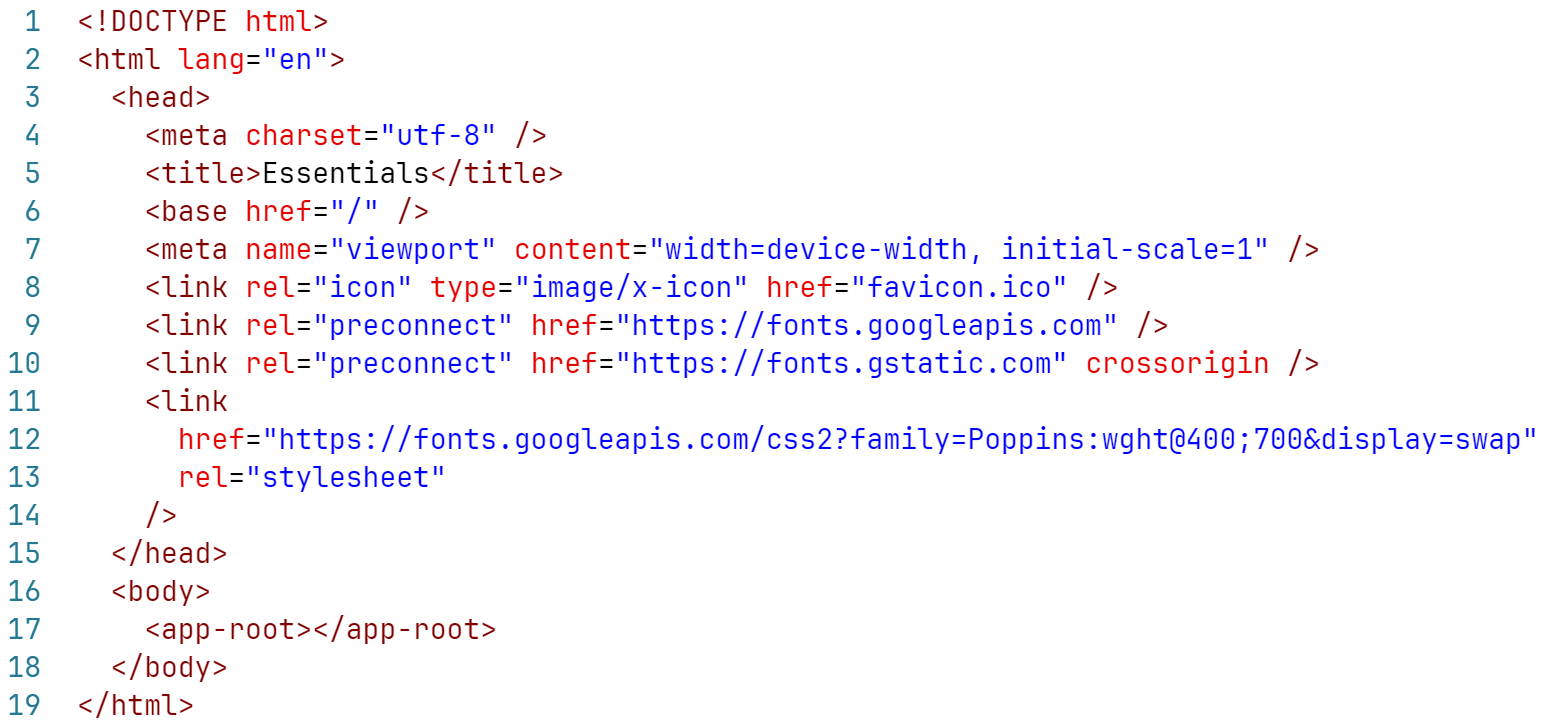 1 <!DOCTYPE html>
2 <html lang="en">
3   <head>
4     <meta charset="utf-8" />
5     <title>Essentials</title>
6     <base href="/" />
7     <meta name="viewport" content="width=device-width, initial-scale=1" />
8     <link rel="icon" type="image/x-icon" href="favicon.ico" />
9     <link rel="preconnect" href="https://fonts.googleapis.com" />
10     <link rel="preconnect" href="https://fonts.gstatic.com" crossorigin />
11     <link
12       href="https://fonts.googleapis.com/css2?family=Poppins:wght@400;700&display=swap"
13       rel="stylesheet"
14     />
15   </head>
16   <body>
17     <app-root></app-root>
18   </body>
19 </html>